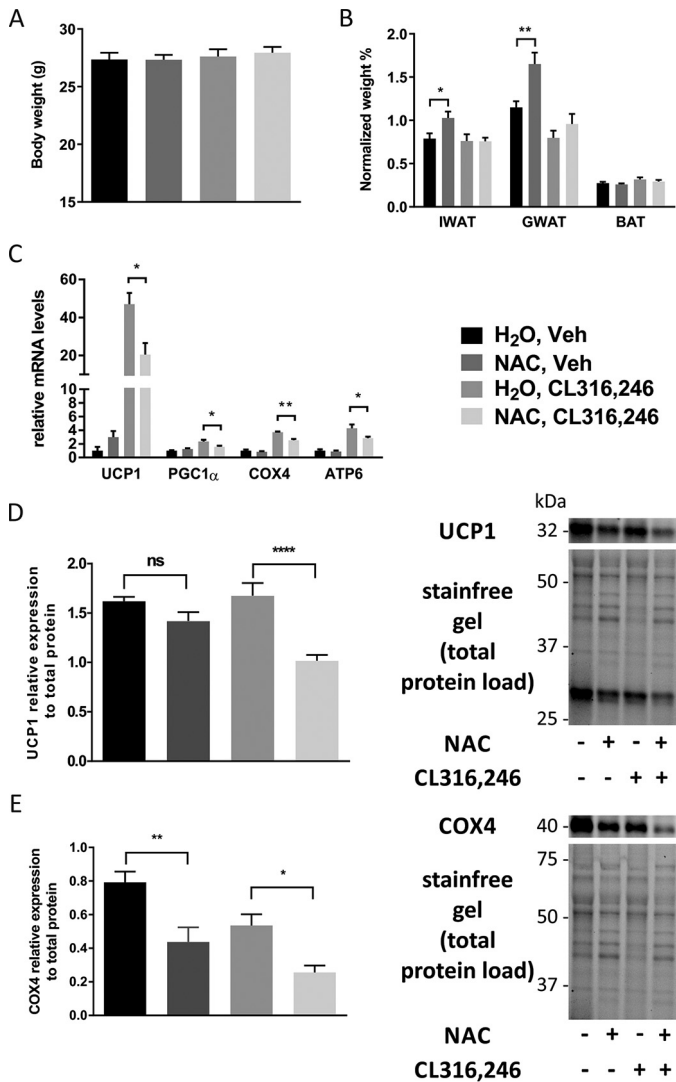 A
Body weight (g)
30
27
23
19
15
B
Normalized weight %
2.0
1.5
1.0
0.5
0.0
*
**
IWAT GWAT BAT
C
relative mRNA levels
60
40
20
8
6
4
2
0
*
*
**
*
UCP1 PGC1α COX4 ATP6
H2O, Veh
NAC, Veh
H2O, CL316,246
NAC, CL316,246
D
UCP1 relative expression
to total protein
2.0
1.5
1.0
0.5
0.0
ns
****
kDa
UCP1
32 -
50 -
stainfree
gel
(total
protein load)
37 -
25 -
NAC - + - +
CL316,246 - - + +
E
COX4 relative expression
to total protein
1.0
0.8
0.6
0.4
0.2
0.0
**
*
COX4
40 -
75 -
stainfree
gel
(total
protein load)
50 -
37 -
NAC - + - +
CL316,246 - - + +